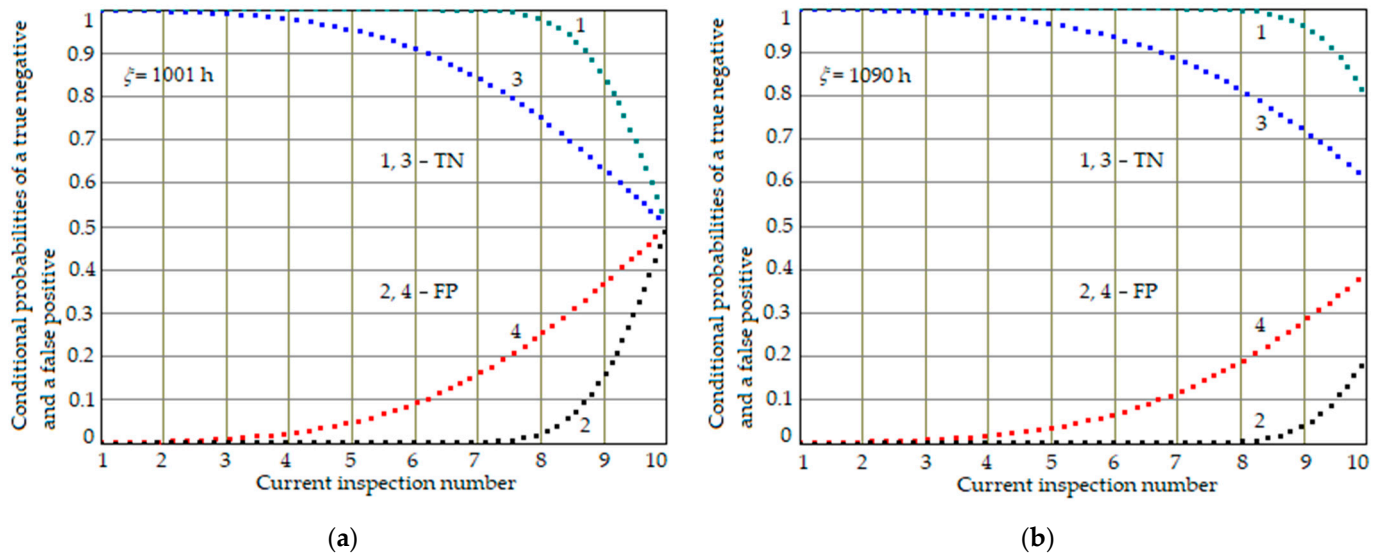 Conditional probabilities of a true negative
and a false positive
1
0.9
0.8
0.7
0.6
0.5
0.4
0.3
0.2
0.1
0
ξ = 1001 h
1
3
1, 3 – TN
2, 4 – FP
4
2
1 2 3 4 5 6 7 8 9 10
Current inspection number
(a)
Conditional probabilities of a true negative
and a false positive
1
0.9
0.8
0.7
0.6
0.5
0.4
0.3
0.2
0.1
0
ξ = 1090 h
1
3
1, 3 – TN
2, 4 – FP
4
2
1 2 3 4 5 6 7 8 9 10
Current inspection number
(b)